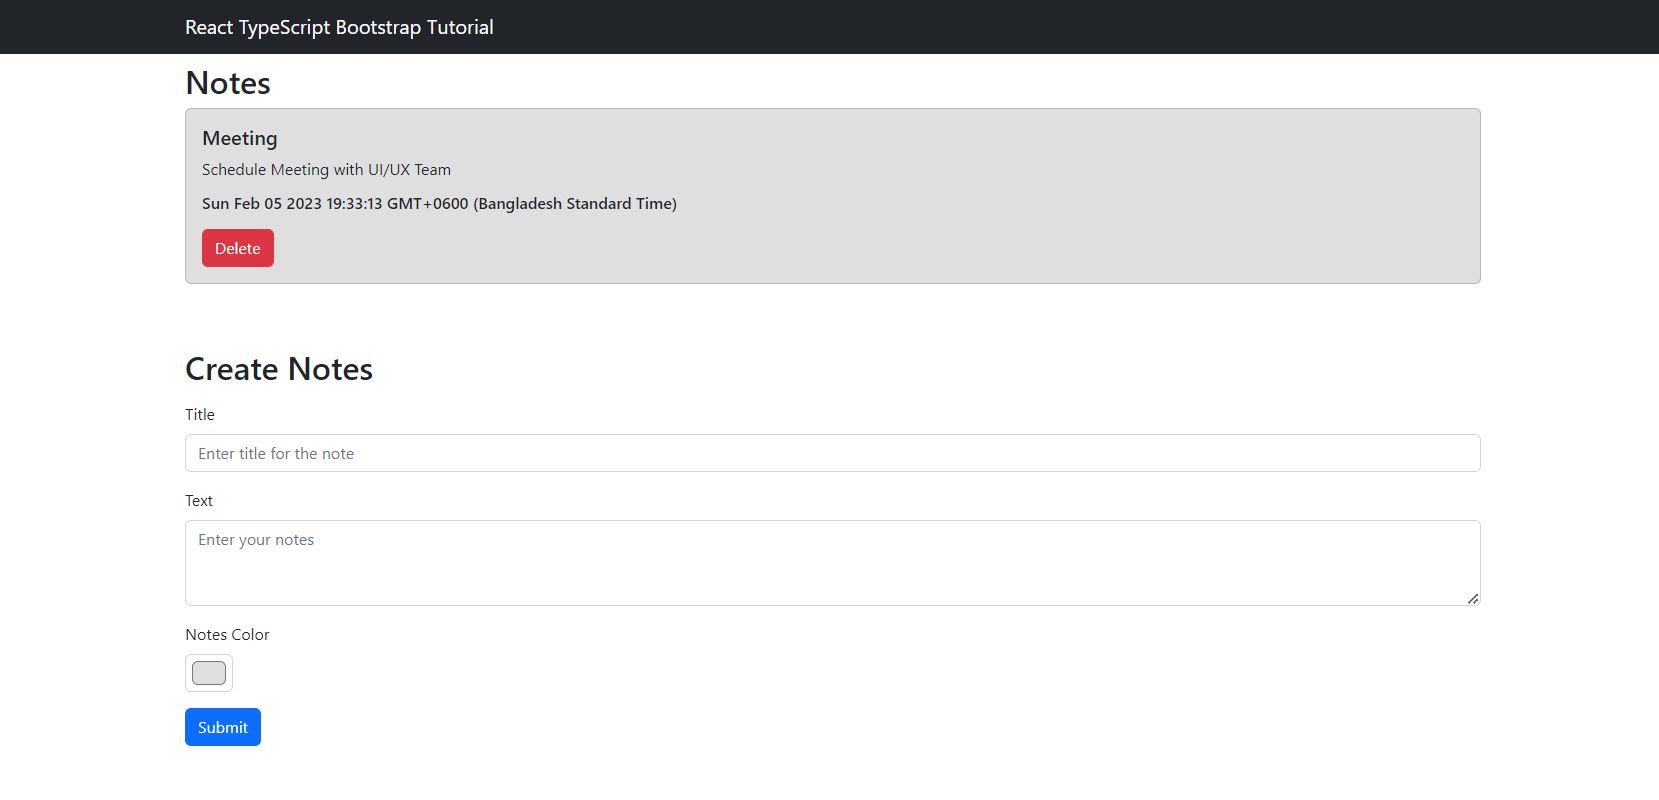 React TypeScript Bootstrap Tutorial
Notes
Meeting
Schedule Meeting with UI/UX Team
Sun Feb 05 2023 19:33:13 GMT+0600 (Bangladesh Standard Time)
Delete
Create Notes
Title
Enter title for the note
Text
Enter your notes
Notes Color
Submit